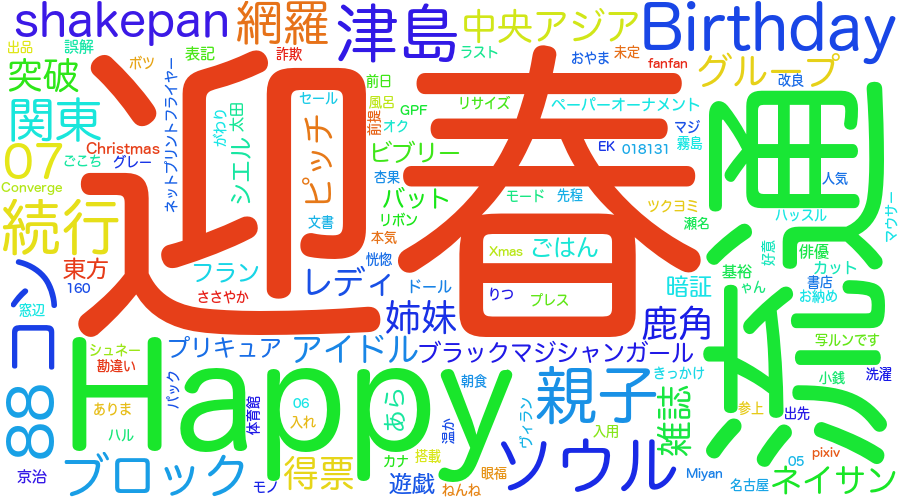 shakepan
網羅
津島
中央アジア
Birthday
出品
誤解
表記
詐欺
ラスト
おやま
未定
fanfan
突破
ボツ
前日
セール
リサイズ
ペーパーオーナメント
グループ
改良
関東
ネットプリントフライヤー
がわり
太田
シェル
ピッチ
風呂
前提
オク
GPF
迎春
マジ
霧島
流通
07
Christmas
ごこち
グレー
ビブリー
EK
018131
Converge
杏果
バット
モード
先程
人気
続行
文書
リボン
ツクヨミ
瀬名
ハッスル
マウサー
本気
Xmas
ごはん
好意
俳優
東方
フラン
恍惚
基裕
カット
160
レディ
ドール
暗証
ゃん
書店
お納め
コン
窓辺
ささやか
りつ
プレス
姉妹
鹿角
写ルンです
シュネー
プリキュア
アイドル
ブラックマジシャンガール
勘違い
Happy
朝食
きっかけ
小銭
洗濯
88
ありま
パック
体育館
06
入れ
あら
温か
ヴィラン
親子
雑誌
参上
出先
ハル
入用
ソウル
カナ
搭載
pixiv
05
京治
ブロック
モノ
得票
遊戯
眼福
ねんね
Miyan
名古屋
ネイサン